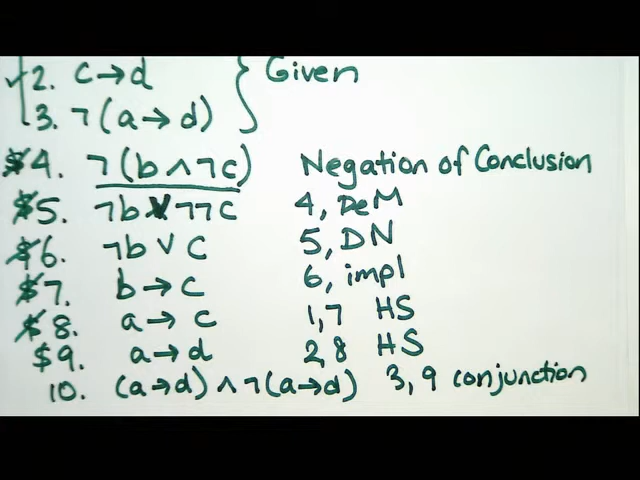 2. c→d } Given
3. ¬(a→d)
$4. ¬(b∧¬c) Negation of Conclusion
$5. ¬b∨¬¬c 4, DeM
$6. ¬b∨c 5, DN
$7. b→c 6, impl
$8. a→c 1,7 HS
$9. a→d 2,8 HS
10. (a→d)∧¬(a→d) 3,9 conjunction